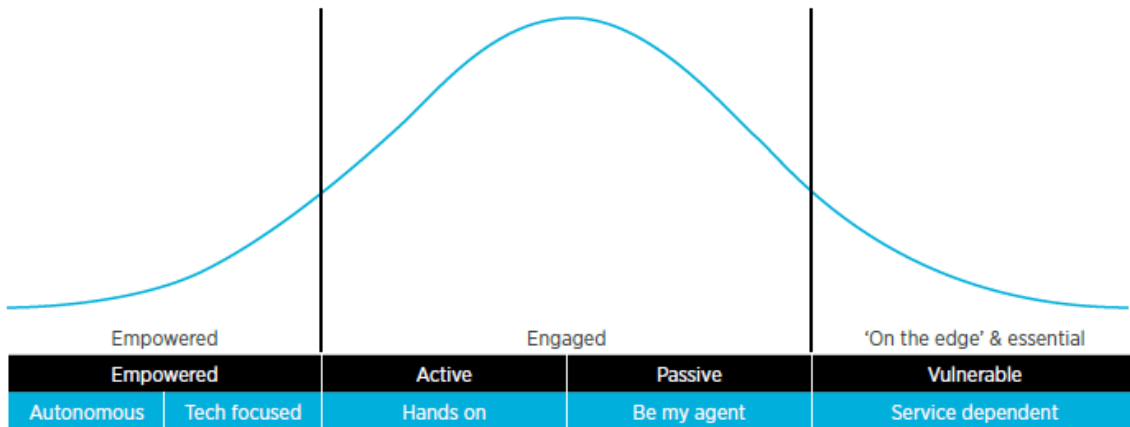 Empowered Engaged ‘On the edge’ & essential
Empowered Active Passive Vulnerable
Autonomous Tech focused Hands on Be my agent Service dependent